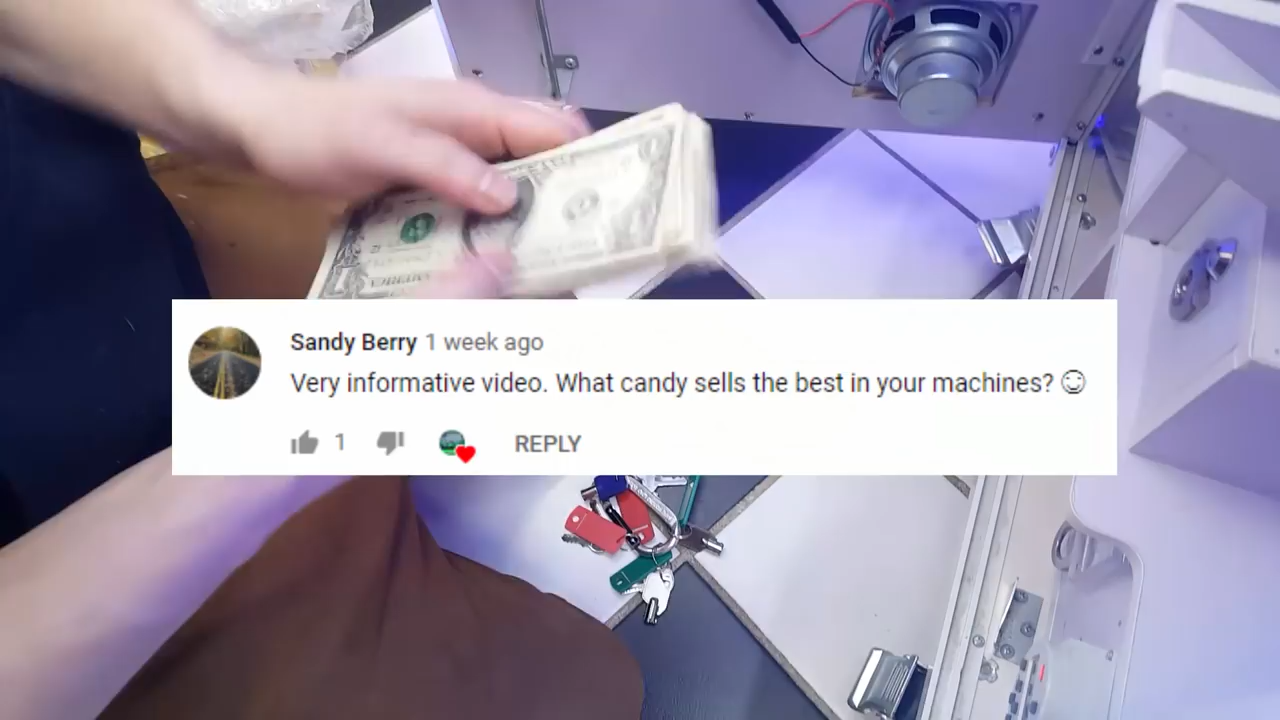 Sandy Berry 1 week ago
Very informative video. What candy sells the best in your machines?
1
REPLY